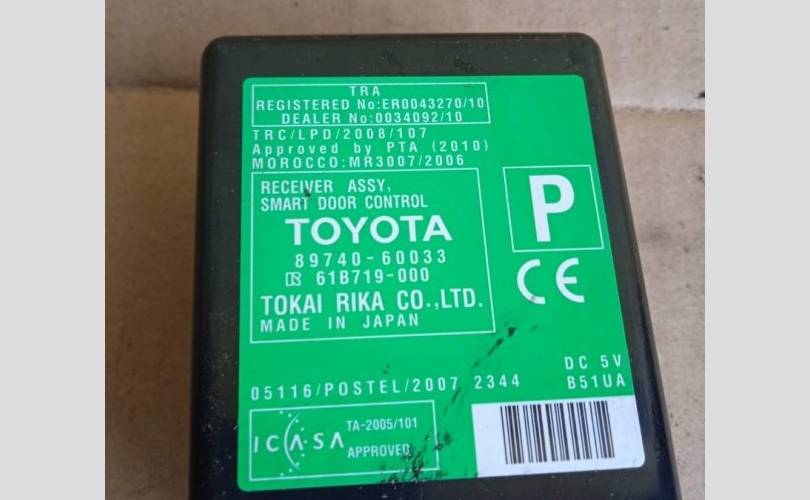 TRA
REGISTERED No:ER0043270/10
DEALER No:0034092/10
TRC/LPD/2008/107
Approved by PTA (2010)
MOROCCO:MR3007/2006
RECEIVER ASSY,
SMART DOOR CONTROL
TOYOTA
89740-60033
61B719-000
TOKAI RIKA CO.,LTD.
MADE IN JAPAN
P
CE
DC 5V
05116/POSTEL/2007 2344
B51UA
ICASA
TA-2005/101
APPROVED